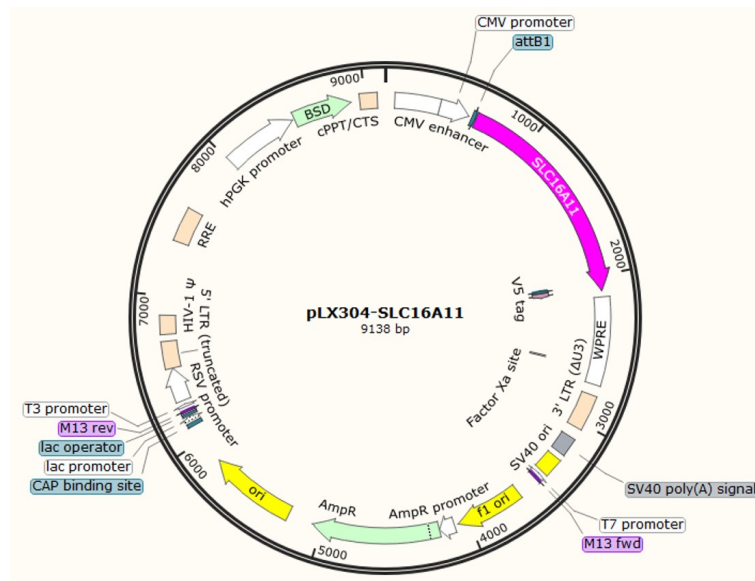 CMV promoter
attB1
9000
BSD
cPPT/CTS
CMV enhancer
1000
SLC16A11
8000
hPGK promoter
2000
RRE
V5 tag
7000
HIV-1 ψ
5' LTR (truncated)
pLX304-SLC16A11
9138 bp
WPRE
Factor Xa site
3' LTR (ΔU3)
3000
RSV promoter
T3 promoter
M13 rev
lac operator
lac promoter
CAP binding site
6000
SV40 ori
SV40 poly(A) signal
ori
AmpR
AmpR promoter
f1 ori
T7 promoter
M13 fwd
4000
5000